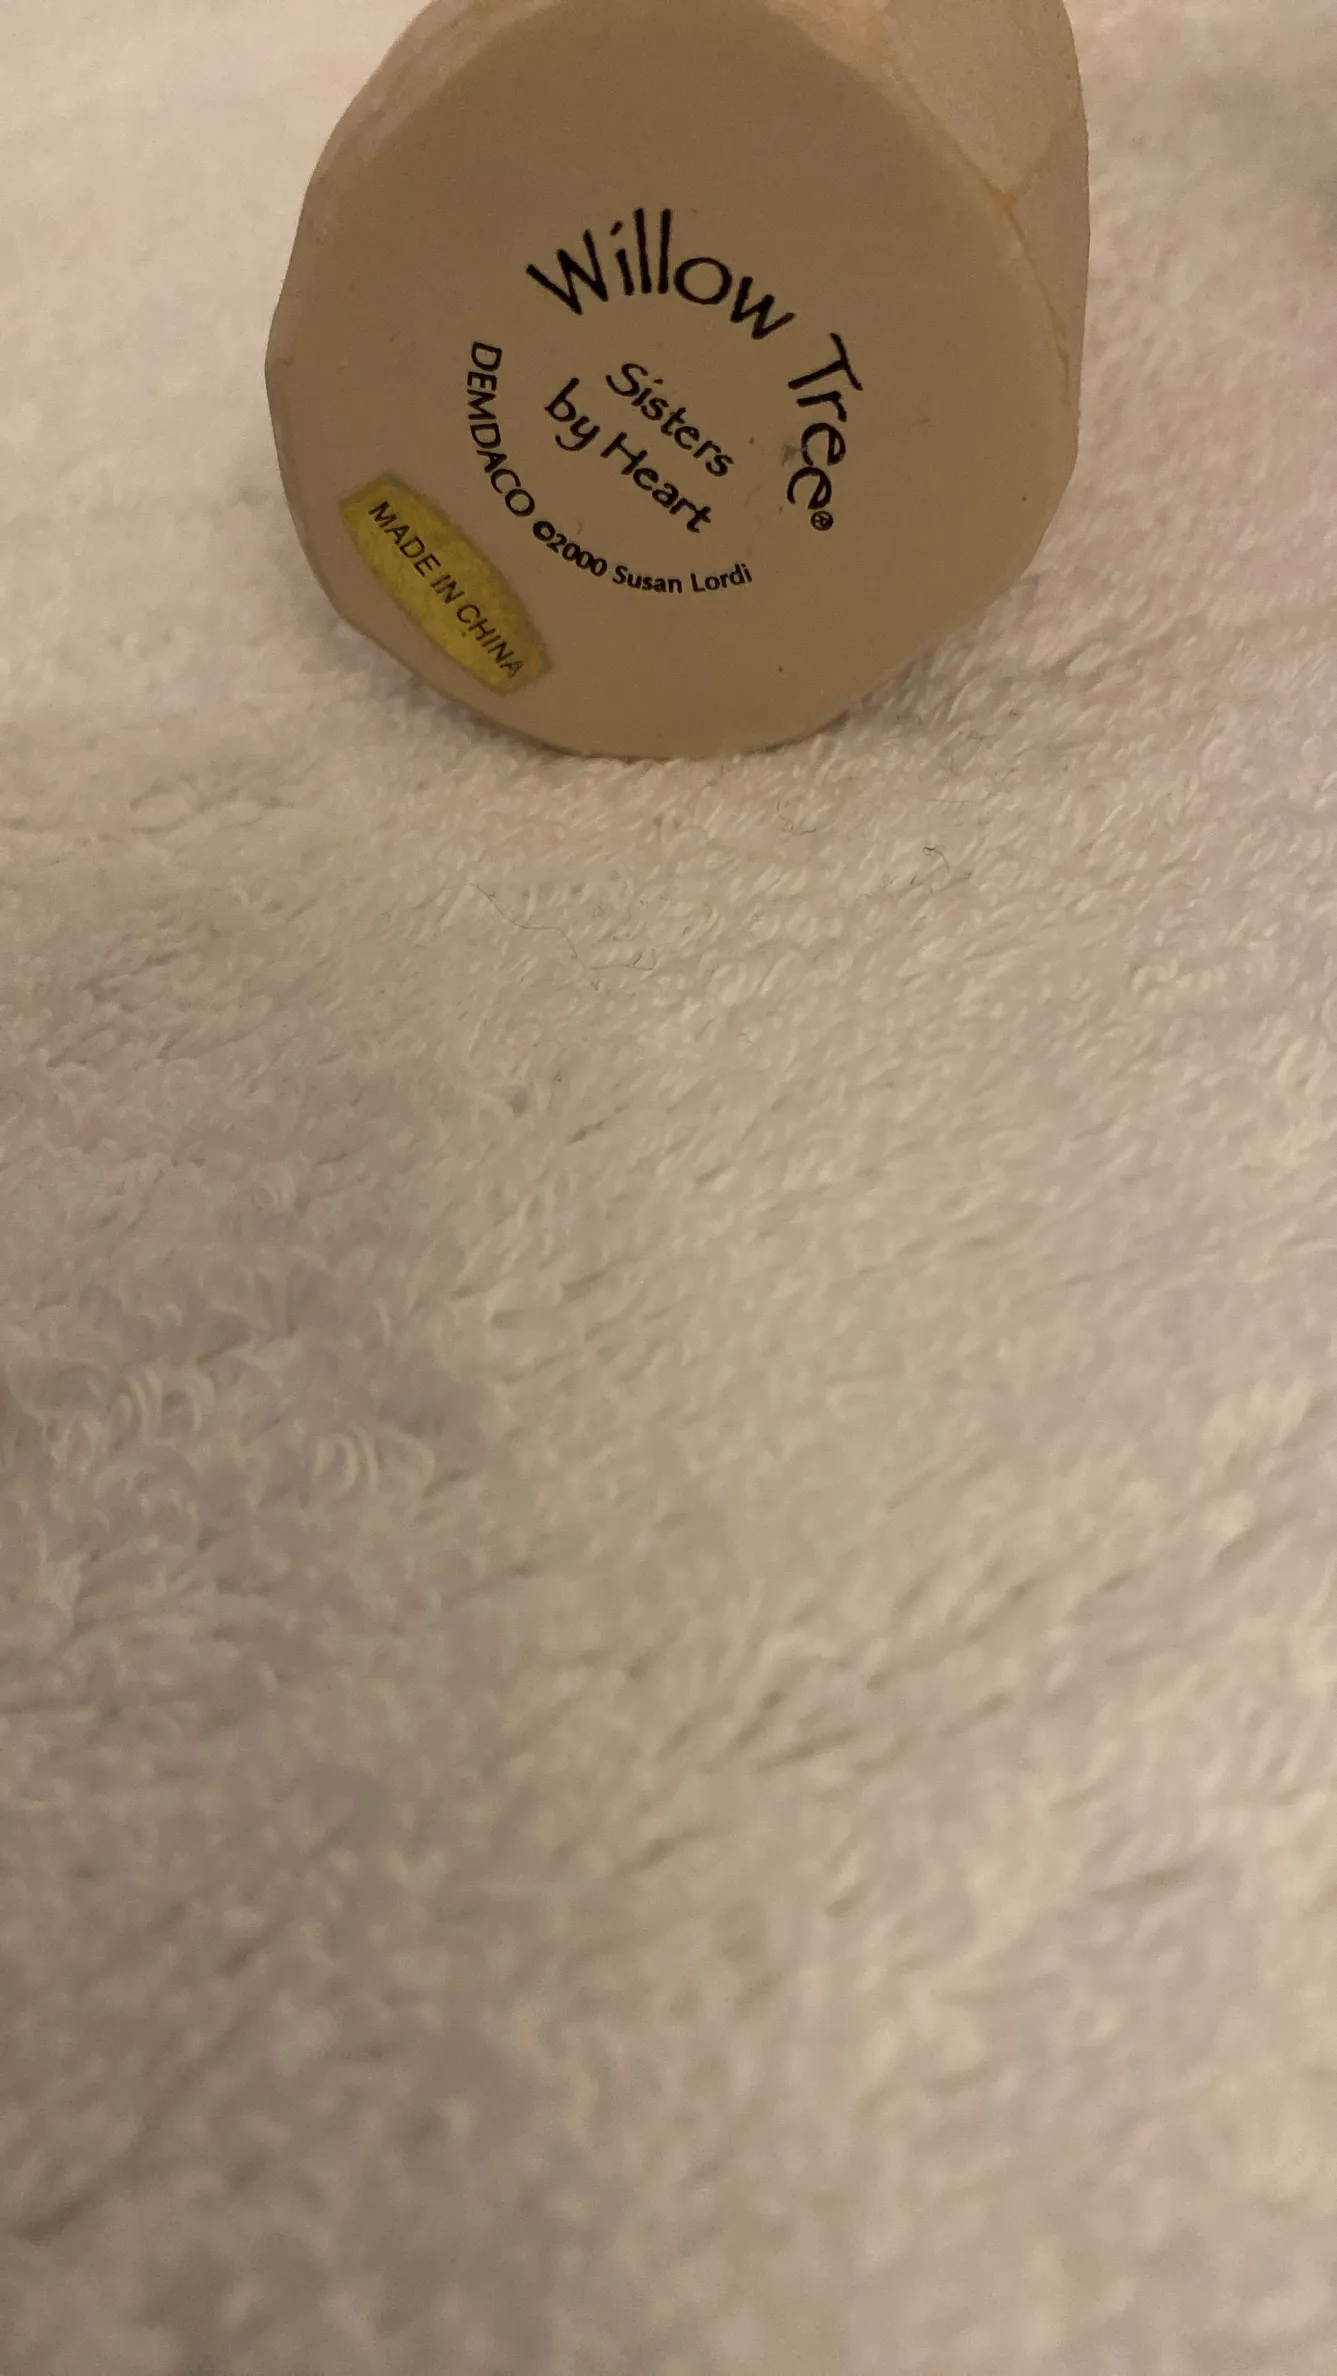 Willow Tree®
Sisters
by Heart
DEMDACO ©2000 Susan Lordi
MADE IN CHINA